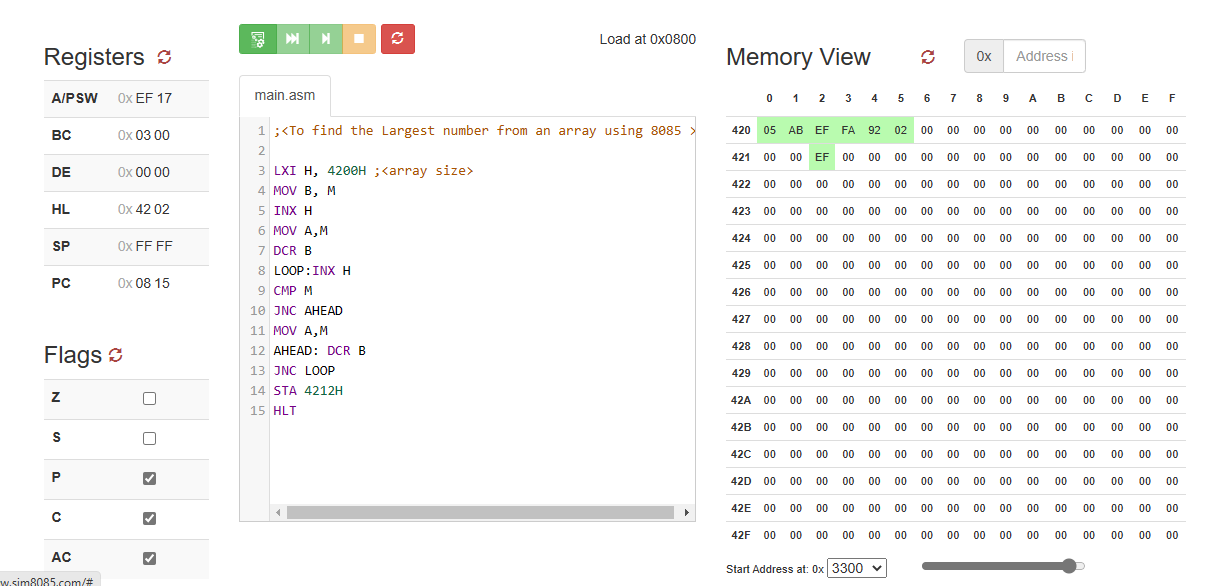 Registers
A/PSW 0x EF 17
BC 0x 03 00
DE 0x 00 00
HL 0x 42 02
SP 0x FF FF
PC 0x 08 15
Flags
Z
S
P
C
AC
w.sim8085.com/#
Load at 0x0800
main.asm
1 ;<To find the Largest number from an array using 8085 >
2
3 LXI H, 4200H ;<array size>
4 MOV B, M
5 INX H
6 MOV A,M
7 DCR B
8 LOOP:INX H
9 CMP M
10 JNC AHEAD
11 MOV A,M
12 AHEAD: DCR B
13 JNC LOOP
14 STA 4212H
15 HLT
Memory View 0x Address i
0 1 2 3 4 5 6 7 8 9 A B C D E F
420 05 AB EF FA 92 02 00 00 00 00 00 00 00 00 00 00
421 00 00 EF 00 00 00 00 00 00 00 00 00 00 00 00 00
422 00 00 00 00 00 00 00 00 00 00 00 00 00 00 00 00
423 00 00 00 00 00 00 00 00 00 00 00 00 00 00 00 00
424 00 00 00 00 00 00 00 00 00 00 00 00 00 00 00 00
425 00 00 00 00 00 00 00 00 00 00 00 00 00 00 00 00
426 00 00 00 00 00 00 00 00 00 00 00 00 00 00 00 00
427 00 00 00 00 00 00 00 00 00 00 00 00 00 00 00 00
428 00 00 00 00 00 00 00 00 00 00 00 00 00 00 00 00
429 00 00 00 00 00 00 00 00 00 00 00 00 00 00 00 00
42A 00 00 00 00 00 00 00 00 00 00 00 00 00 00 00 00
42B 00 00 00 00 00 00 00 00 00 00 00 00 00 00 00 00
42C 00 00 00 00 00 00 00 00 00 00 00 00 00 00 00 00
42D 00 00 00 00 00 00 00 00 00 00 00 00 00 00 00 00
42E 00 00 00 00 00 00 00 00 00 00 00 00 00 00 00 00
42F 00 00 00 00 00 00 00 00 00 00 00 00 00 00 00 00
Start Address at: 0x 3300